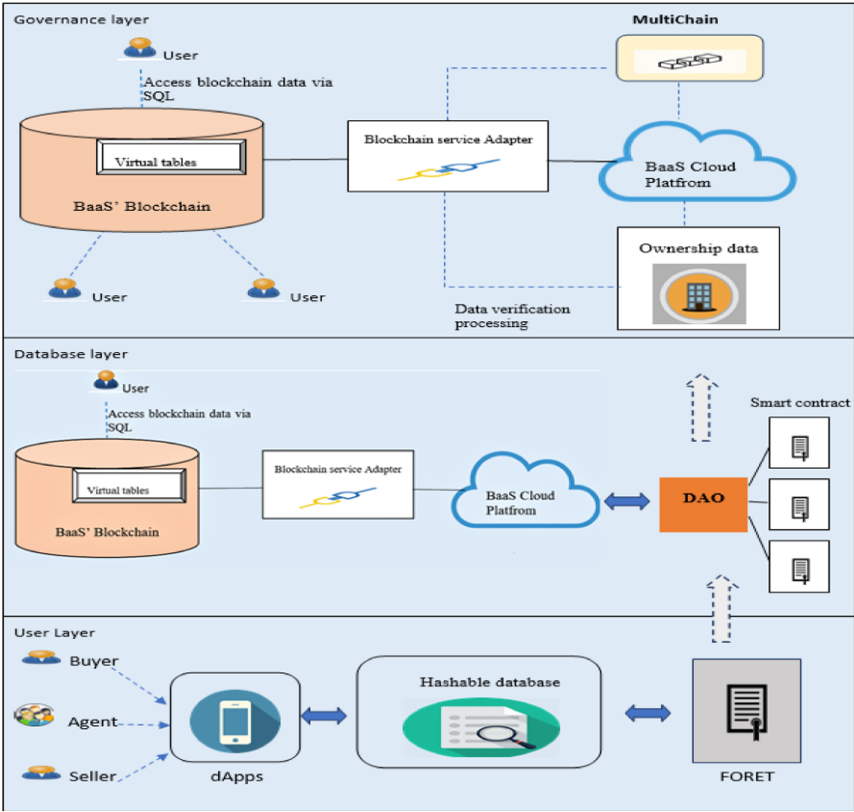 Governance layer
MultiChain
User
Access blockchain data via
SQL
Virtual tables
BaaS' Blockchain
Blockchain service Adapter
BaaS Cloud
Platfrom
Ownership data
User
User
Data verification
processing
Database layer
User
Access blockchain data via
SQL
Virtual tables
BaaS' Blockchain
Blockchain service Adapter
BaaS Cloud
Platfrom
DAO
Smart contract
User Layer
Buyer
Agent
Seller
dApps
Hashable database
FORET